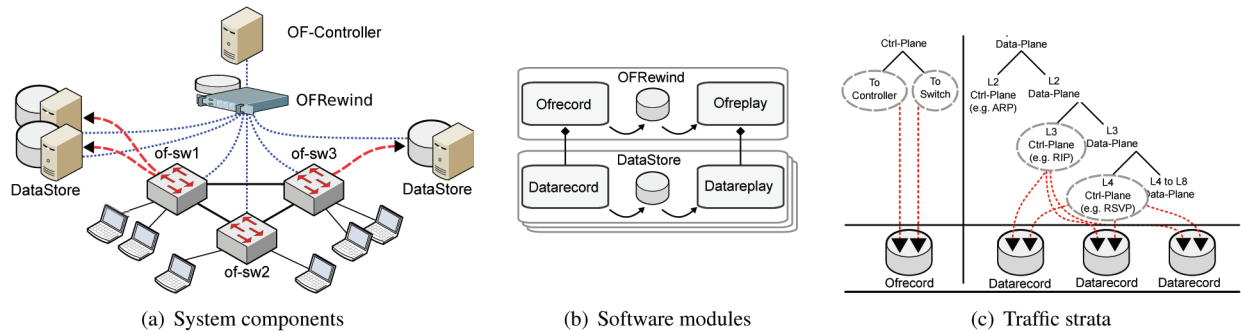 OF-Controller
OFRewind
DataStore
of-sw1
of-sw3
DataStore
of-sw2
(a) System components
OFRewind
Ofrecord
Ofreplay
DataStore
Datarecord
Datareplay
(b) Software modules
Ctrl-Plane
To
Controller
To
Switch
Data-Plane
L2
Ctrl-Plane
(e.g. ARP)
L2
Data-Plane
L3
Ctrl-Plane
(e.g. RIP)
L3
Data-Plane
L4
Ctrl-Plane
(e.g. RSVP)
L4 to L8
Data-Plane
Ofrecord
Datarecord
Datarecord
Datarecord
(c) Traffic strata